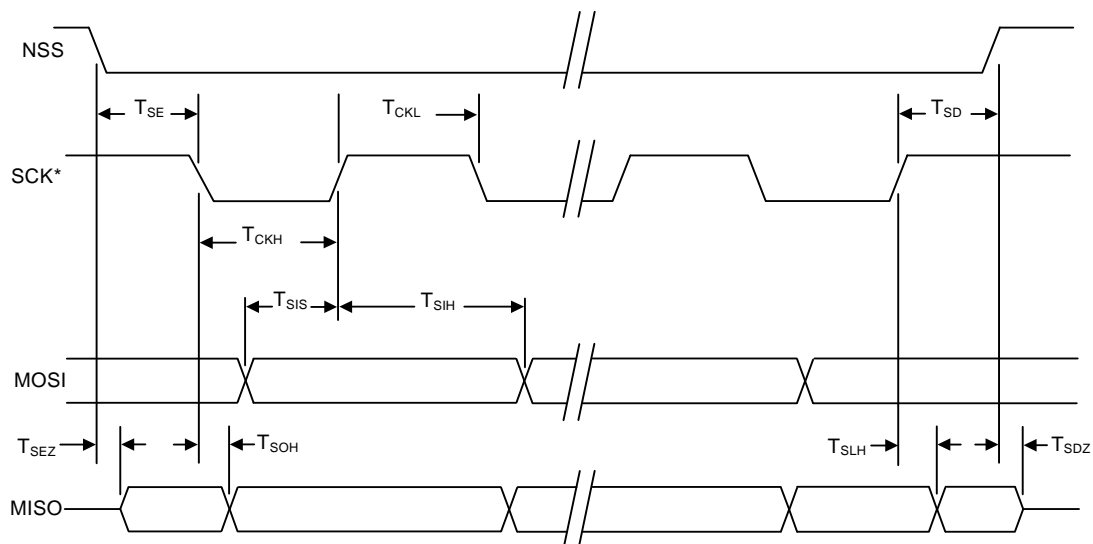 NSS
TSE
TCKL
TSD
SCK*
TCKH
TSIS
TSIH
MOSI
TSEZ
TSOH
TSLH
TSDZ
MISO